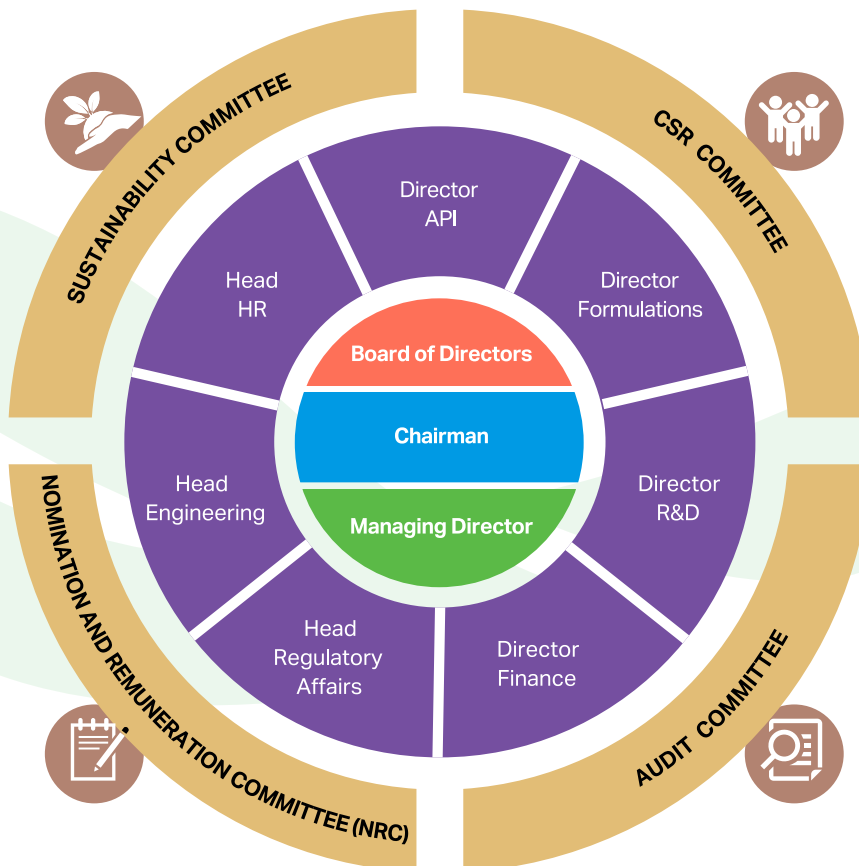 SUSTAINABILITY COMMITTEE
CSR COMMITTEE
Director
API
Head
HR
Director
Formulations
Board of Directors
Chairman
Managing Director
Head
Engineering
Director
R&D
Head
Regulatory
Affairs
Director
Finance
NOMINATION AND REMUNERATION COMMITTEE (NRC)
AUDIT COMMITTEE